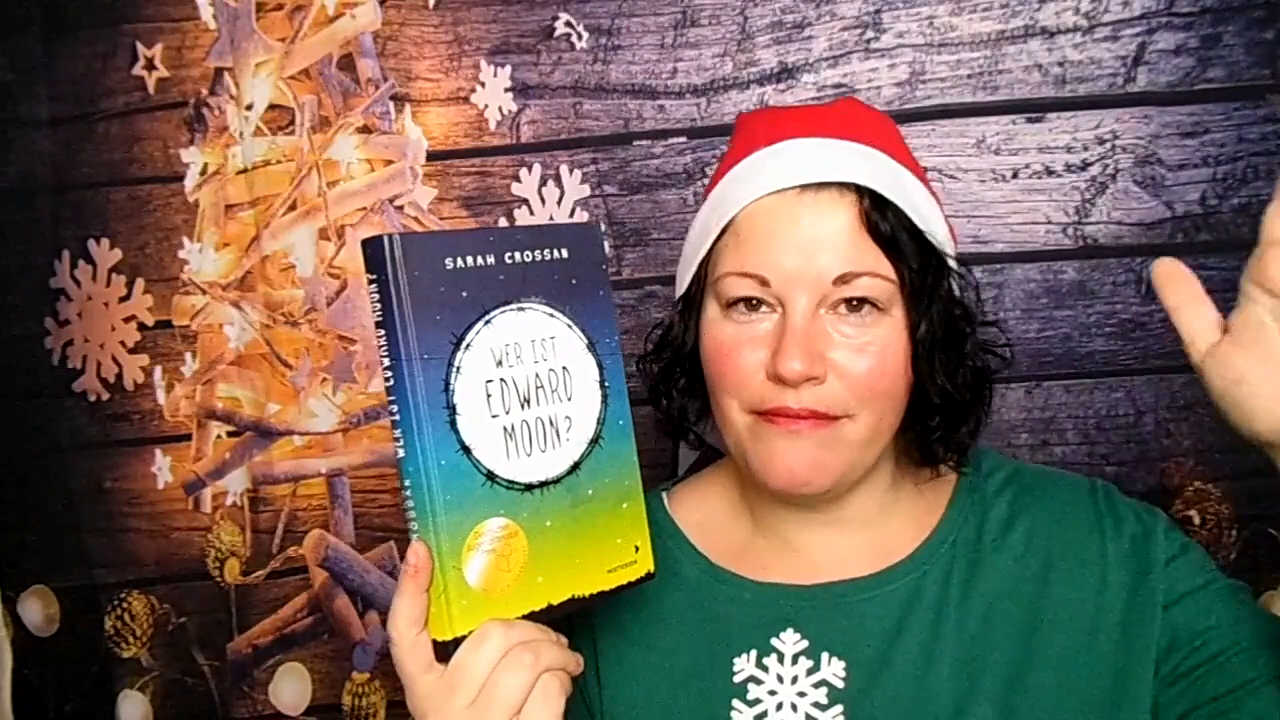 SARAH CROSSAN
WER IST
EDWARD
MOON?
WER IST EDWARD MOON?